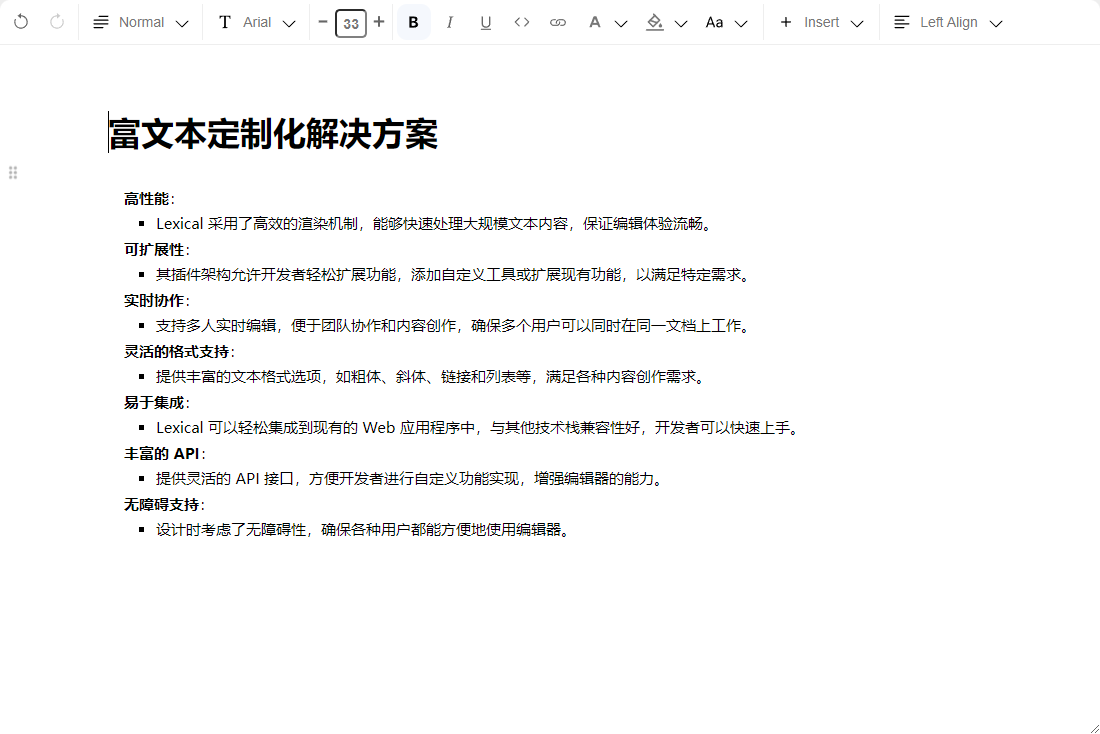 Normal Arial 33 B I U A Aa Insert Left Align
富文本定制化解决方案
高性能：
Lexical 采用了高效的渲染机制，能够快速处理大规模文本内容，保证编辑体验流畅。
可扩展性：
其插件架构允许开发者轻松扩展功能，添加自定义工具或扩展现有功能，以满足特定需求。
实时协作：
支持多人实时编辑，便于团队协作和内容创作，确保多个用户可以同时在同一文档上工作。
灵活的格式支持：
提供丰富的文本格式选项，如粗体、斜体、链接和列表等，满足各种内容创作需求。
易于集成：
Lexical 可以轻松集成到现有的 Web 应用程序中，与其他技术栈兼容性好，开发者可以快速上手。
丰富的 API：
提供灵活的 API 接口，方便开发者进行自定义功能实现，增强编辑器的能力。
无障碍支持：
设计时考虑了无障碍性，确保各种用户都能方便地使用编辑器。